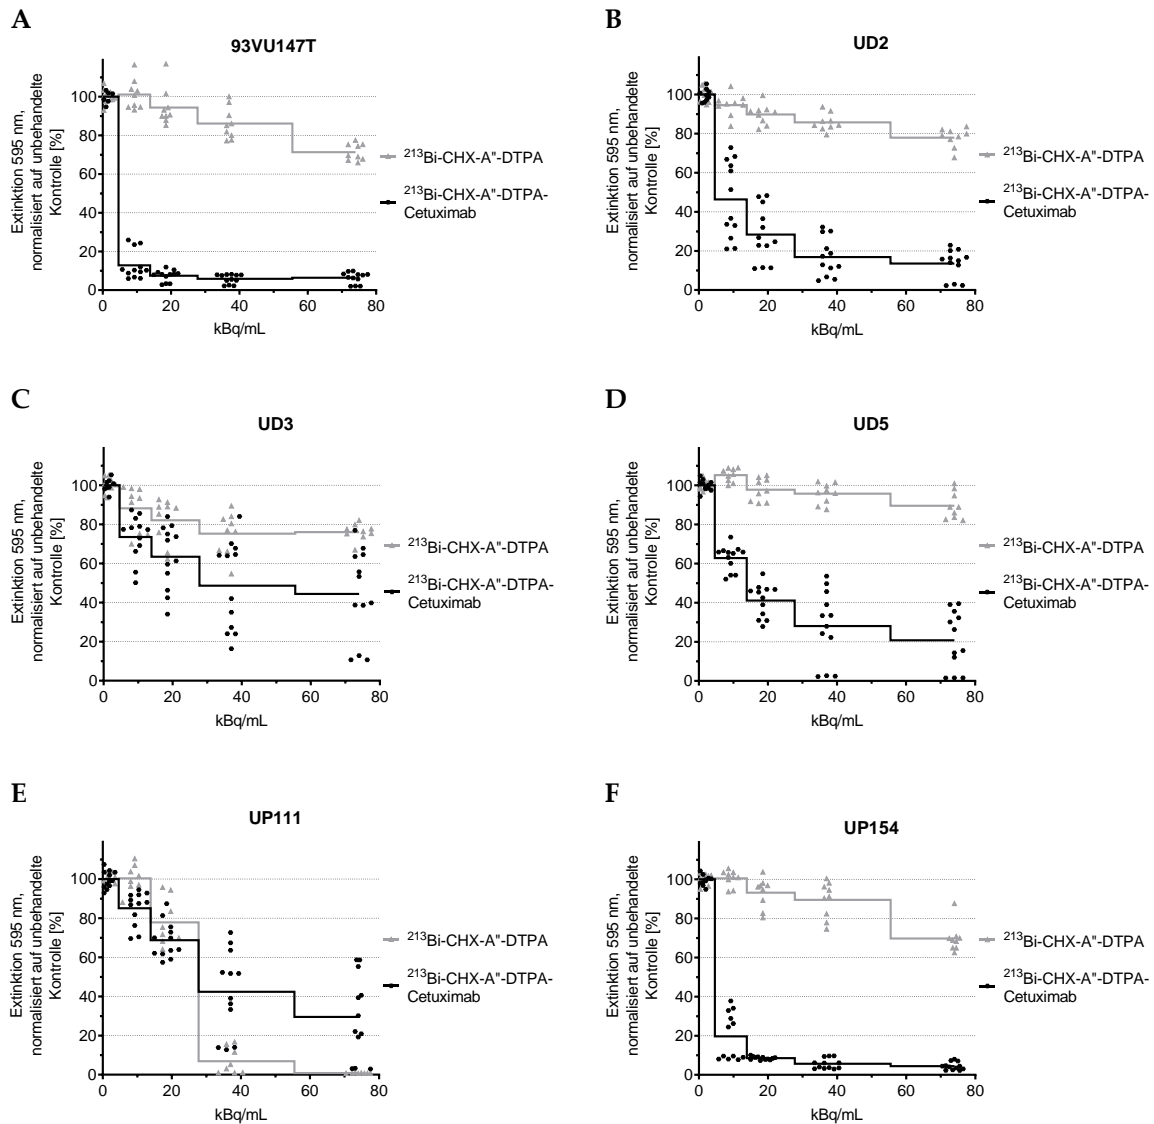 A
93VU147T
Extinktion 595 nm,
normalisiert auf unbehandelte
Kontrolle [%]
100
80
60
40
20
0
0 20 40 60 80
kBq/mL
213Bi-CHX-A"-DTPA
213Bi-CHX-A"-DTPA-
Cetuximab
B
UD2
Extinktion 595 nm,
normalisiert auf unbehandelte
Kontrolle [%]
100
80
60
40
20
0
0 20 40 60 80
kBq/mL
213Bi-CHX-A"-DTPA
213Bi-CHX-A"-DTPA-
Cetuximab
C
UD3
Extinktion 595 nm,
normalisiert auf unbehandelte
Kontrolle [%]
100
80
60
40
20
0
0 20 40 60 80
kBq/mL
213Bi-CHX-A"-DTPA
213Bi-CHX-A"-DTPA-
Cetuximab
D
UD5
Extinktion 595 nm,
normalisiert auf unbehandelte
Kontrolle [%]
100
80
60
40
20
0
0 20 40 60 80
kBq/mL
213Bi-CHX-A"-DTPA
213Bi-CHX-A"-DTPA-
Cetuximab
E
UP111
Extinktion 595 nm,
normalisiert auf unbehandelte
Kontrolle [%]
100
80
60
40
20
0
0 20 40 60 80
kBq/mL
213Bi-CHX-A"-DTPA
213Bi-CHX-A"-DTPA-
Cetuximab
F
UP154
Extinktion 595 nm,
normalisiert auf unbehandelte
Kontrolle [%]
100
80
60
40
20
0
0 20 40 60 80
kBq/mL
213Bi-CHX-A"-DTPA
213Bi-CHX-A"-DTPA-
Cetuximab